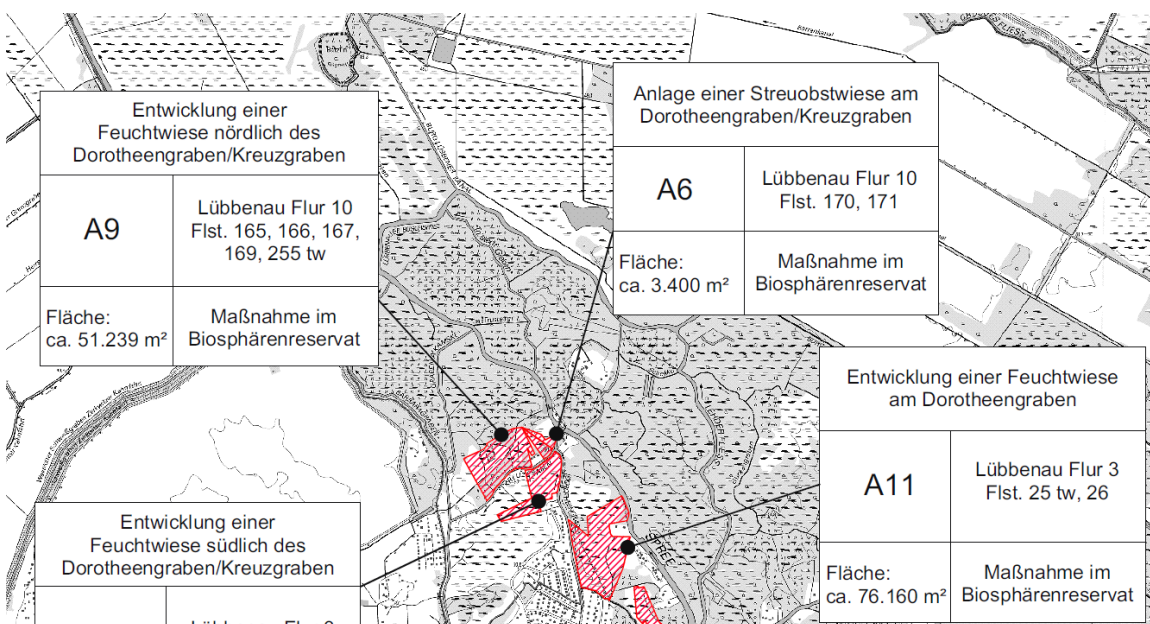 Entwicklung einer
Feuchtwiese nördlich des
Dorotheengraben/Kreuzgraben
A9
Lübbenau Flur 10
Flst. 165, 166, 167,
169, 255 tw
Fläche:
ca. 51.239 m²
Maßnahme im
Biosphärenreservat
Anlage einer Streuobstwiese am
Dorotheengraben/Kreuzgraben
A6
Lübbenau Flur 10
Flst. 170, 171
Fläche:
ca. 3.400 m²
Maßnahme im
Biosphärenreservat
Entwicklung einer Feuchtwiese
am Dorotheengraben
A11
Lübbenau Flur 3
Flst. 25 tw, 26
Fläche:
ca. 76.160 m²
Maßnahme im
Biosphärenreservat
Entwicklung einer
Feuchtwiese südlich des
Dorotheengraben/Kreuzgraben
SPREE